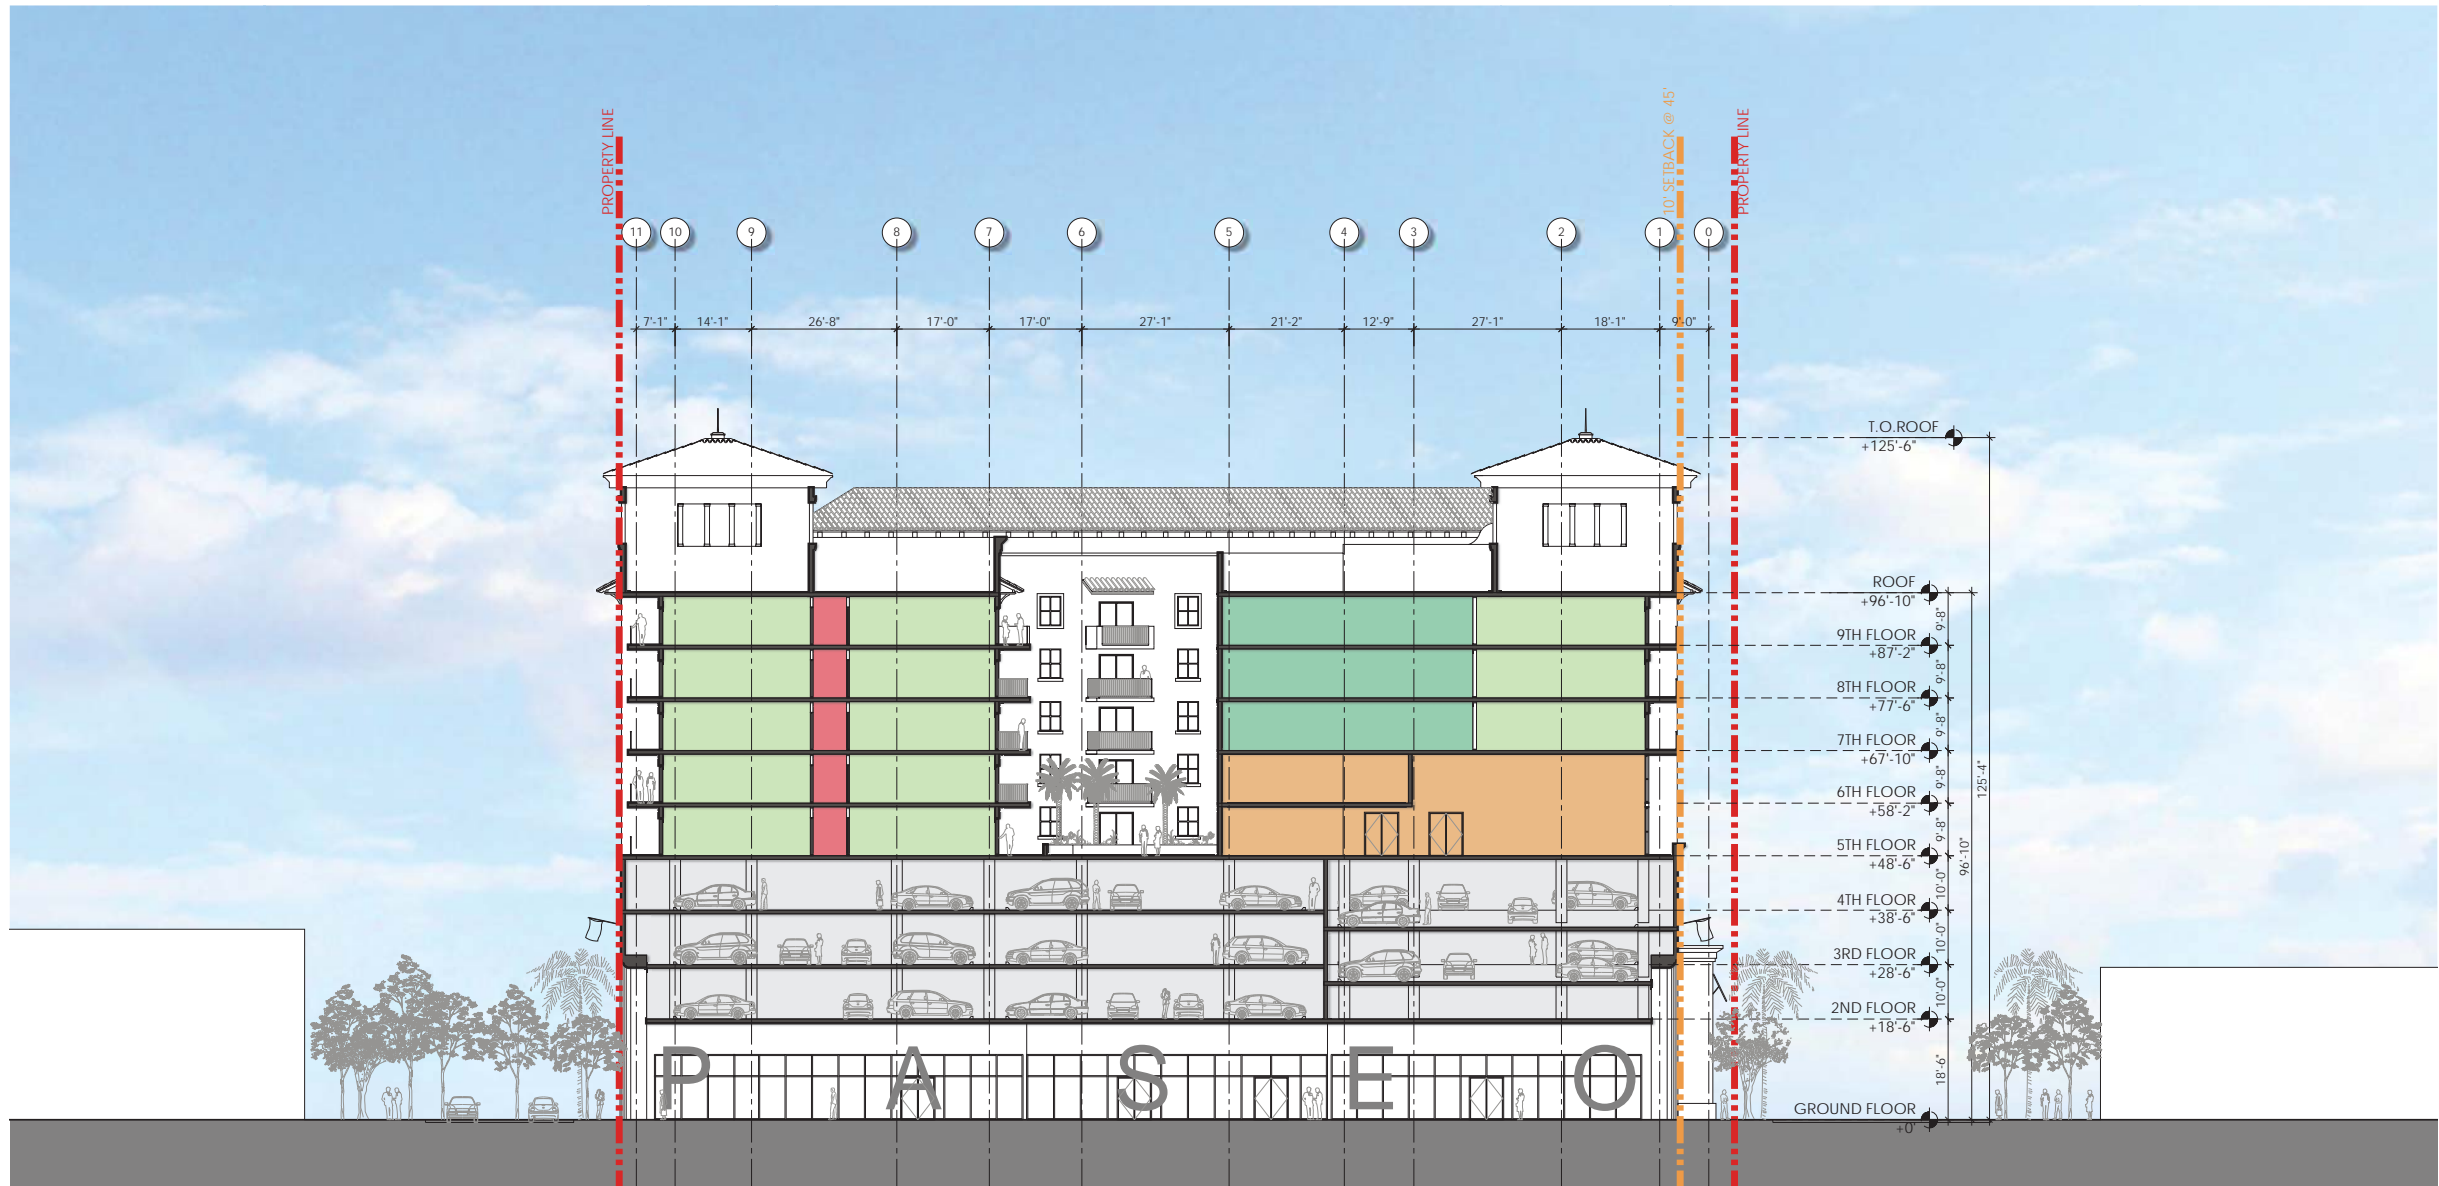 PROPERTY LINE
10' SETBACK @ 45'
PROPERTY LINE
11 10 9 8 7 6 5 4 3 2 1 0
7'-1" 14'-1" 26'-8" 17'-0" 17'-0" 27'-1" 21'-2" 12'-9" 27'-1" 18'-1" 9'-0"
T.O.ROOF
+125'-6"
ROOF
+96'-10"
9'-8"
9TH FLOOR
+87'-2"
9'-8"
8TH FLOOR
+77'-6"
9'-8"
7TH FLOOR
+67'-10"
9'-8"
125'-4"
6TH FLOOR
+58'-2"
9'-8"
5TH FLOOR
+48'-6"
96'-10"
10'-0"
4TH FLOOR
+38'-6"
10'-0"
3RD FLOOR
+28'-6"
10'-0"
2ND FLOOR
+18'-6"
18'-6"
PASEO
GROUND FLOOR
+0'